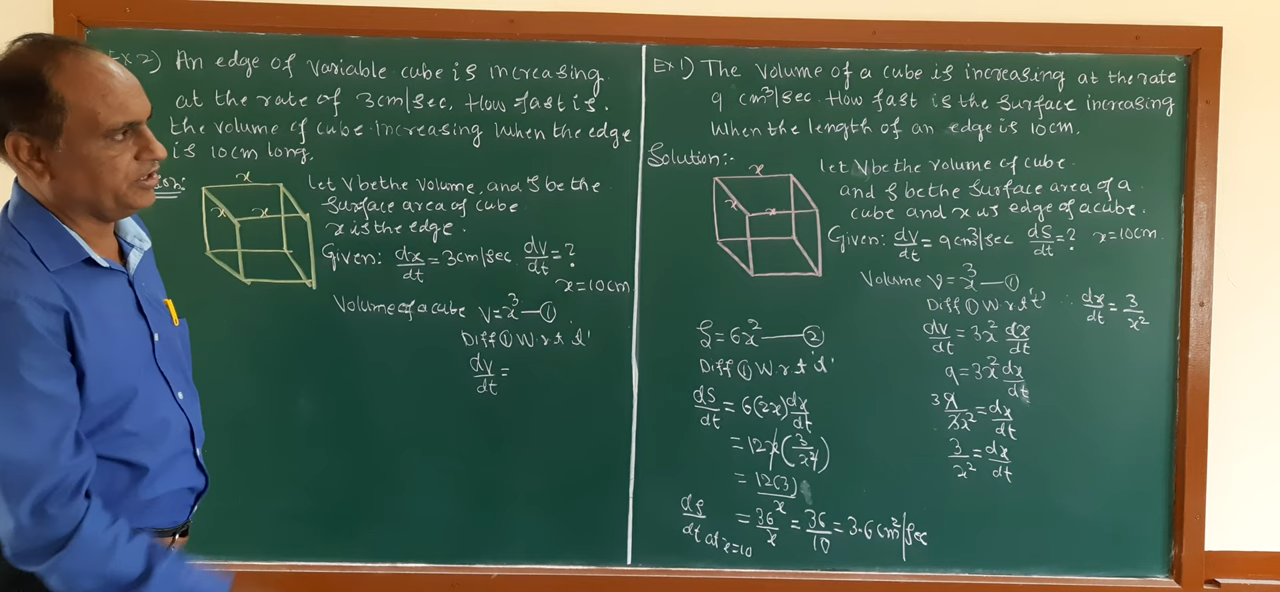 Ex 2) An edge of variable cube is increasing
at the rate of 3cm/sec. How fast is
the volume of cube increasing when the edge
is 10cm long.
x
x
x
Let V be the volume, and S be the
surface area of cube
x is the edge.
Given: dx/dt = 3cm/sec dv/dt = ?
x = 10cm
Volume of a cube V = x³ — ①
Diff ① w.r.t 't'
dv/dt =
Ex 1) The volume of a cube is increasing at the rate
9 cm³/sec. How fast is the surface increasing
when the length of an edge is 10cm.
Solution:-
x
x
x
let V be the volume of cube
and S be the surface area of a
cube and x us edge of a cube.
Given: dv/dt = 9cm³/sec dS/dt = ? x = 10cm
Volume V = x³ — ①
Diff ① w.r.t 't' ∴ dx/dt = 3/x²
dv/dt = 3x² dx/dt
9 = 3x² dx/dt
3 9/3x² = dx/dt
3/x² = dx/dt
S = 6x² — ②
Diff ① w.r.t 't'
dS/dt = 6(2x) dx/dt
= 12x (3/x²)
= 12(3)/x
dS/dt at x=10 = 36/x = 36/10 = 3.6 cm²/sec